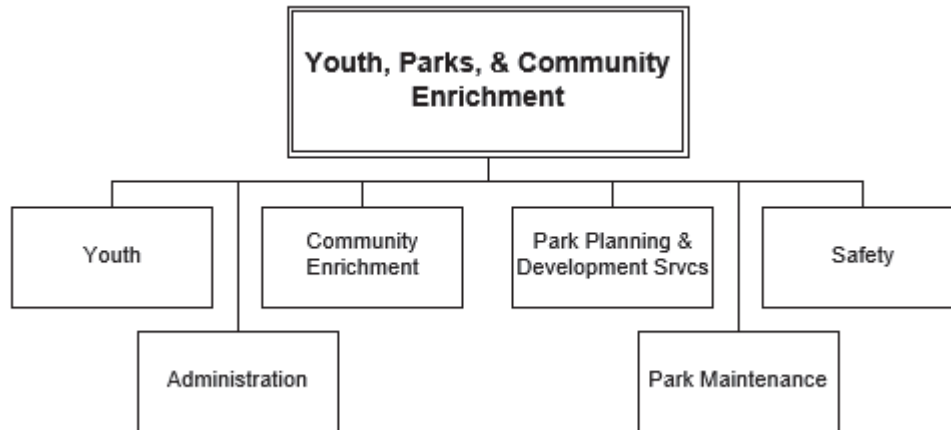 Youth, Parks, & Community
Enrichment
Youth
Community
Enrichment
Park Planning &
Development Srvcs
Safety
Administration
Park Maintenance